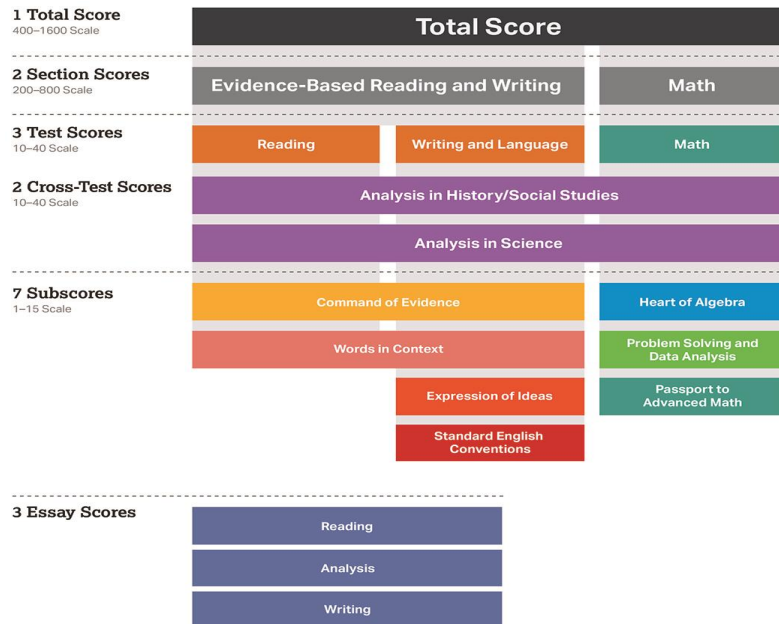 1 Total Score
400–1600 Scale
Total Score
2 Section Scores
200–800 Scale
Evidence-Based Reading and Writing
Math
3 Test Scores
10–40 Scale
Reading
Writing and Language
Math
2 Cross-Test Scores
10–40 Scale
Analysis in History/Social Studies
Analysis in Science
7 Subscores
1–15 Scale
Command of Evidence
Heart of Algebra
Words in Context
Problem Solving and
Data Analysis
Expression of Ideas
Passport to
Advanced Math
Standard English
Conventions
3 Essay Scores
Reading
Analysis
Writing